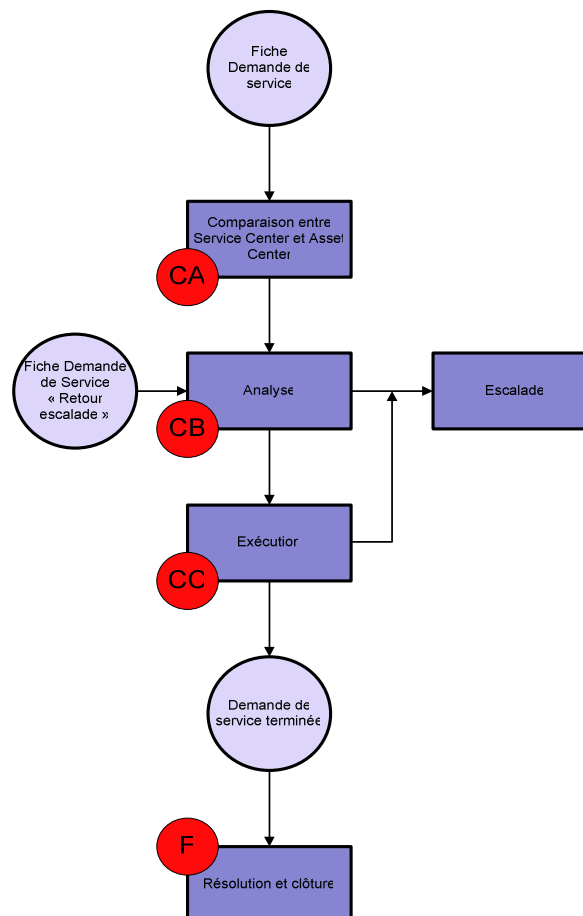 Fiche
Demande de
service
Comparaison entre
Service Center et Asset
Center
CA
Fiche Demande
de Service
« Retour
escalade »
Analyse
Escalade
CB
Exécution
CC
Demande de
service terminée
F
Résolution et clôture